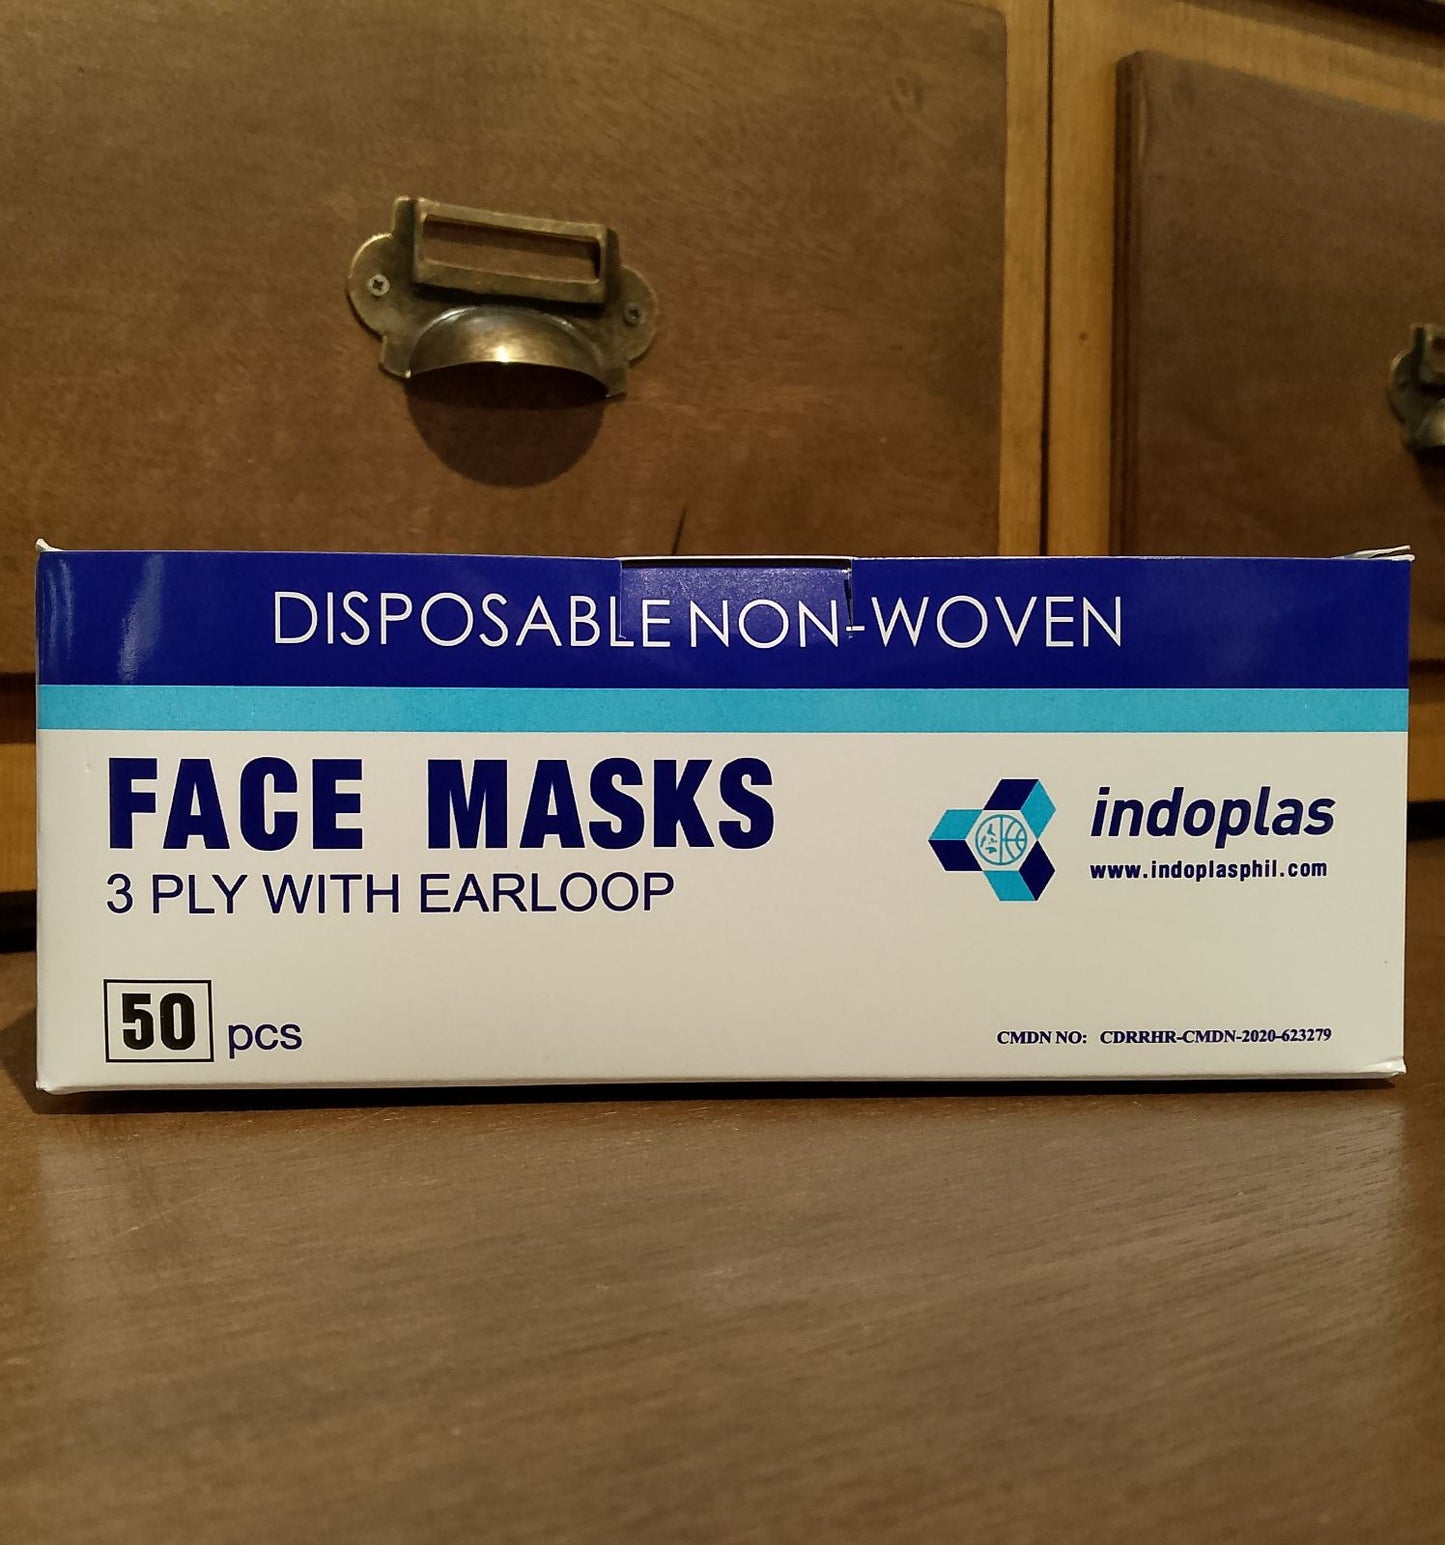 DISPOSABLE NON-WOVEN
FACE MASKS
3 PLY WITH EARLOOP
indoplas
www.indoplasphil.com
50 pcs
CMDN NO: CDRRHR-CMDN-2020-623279